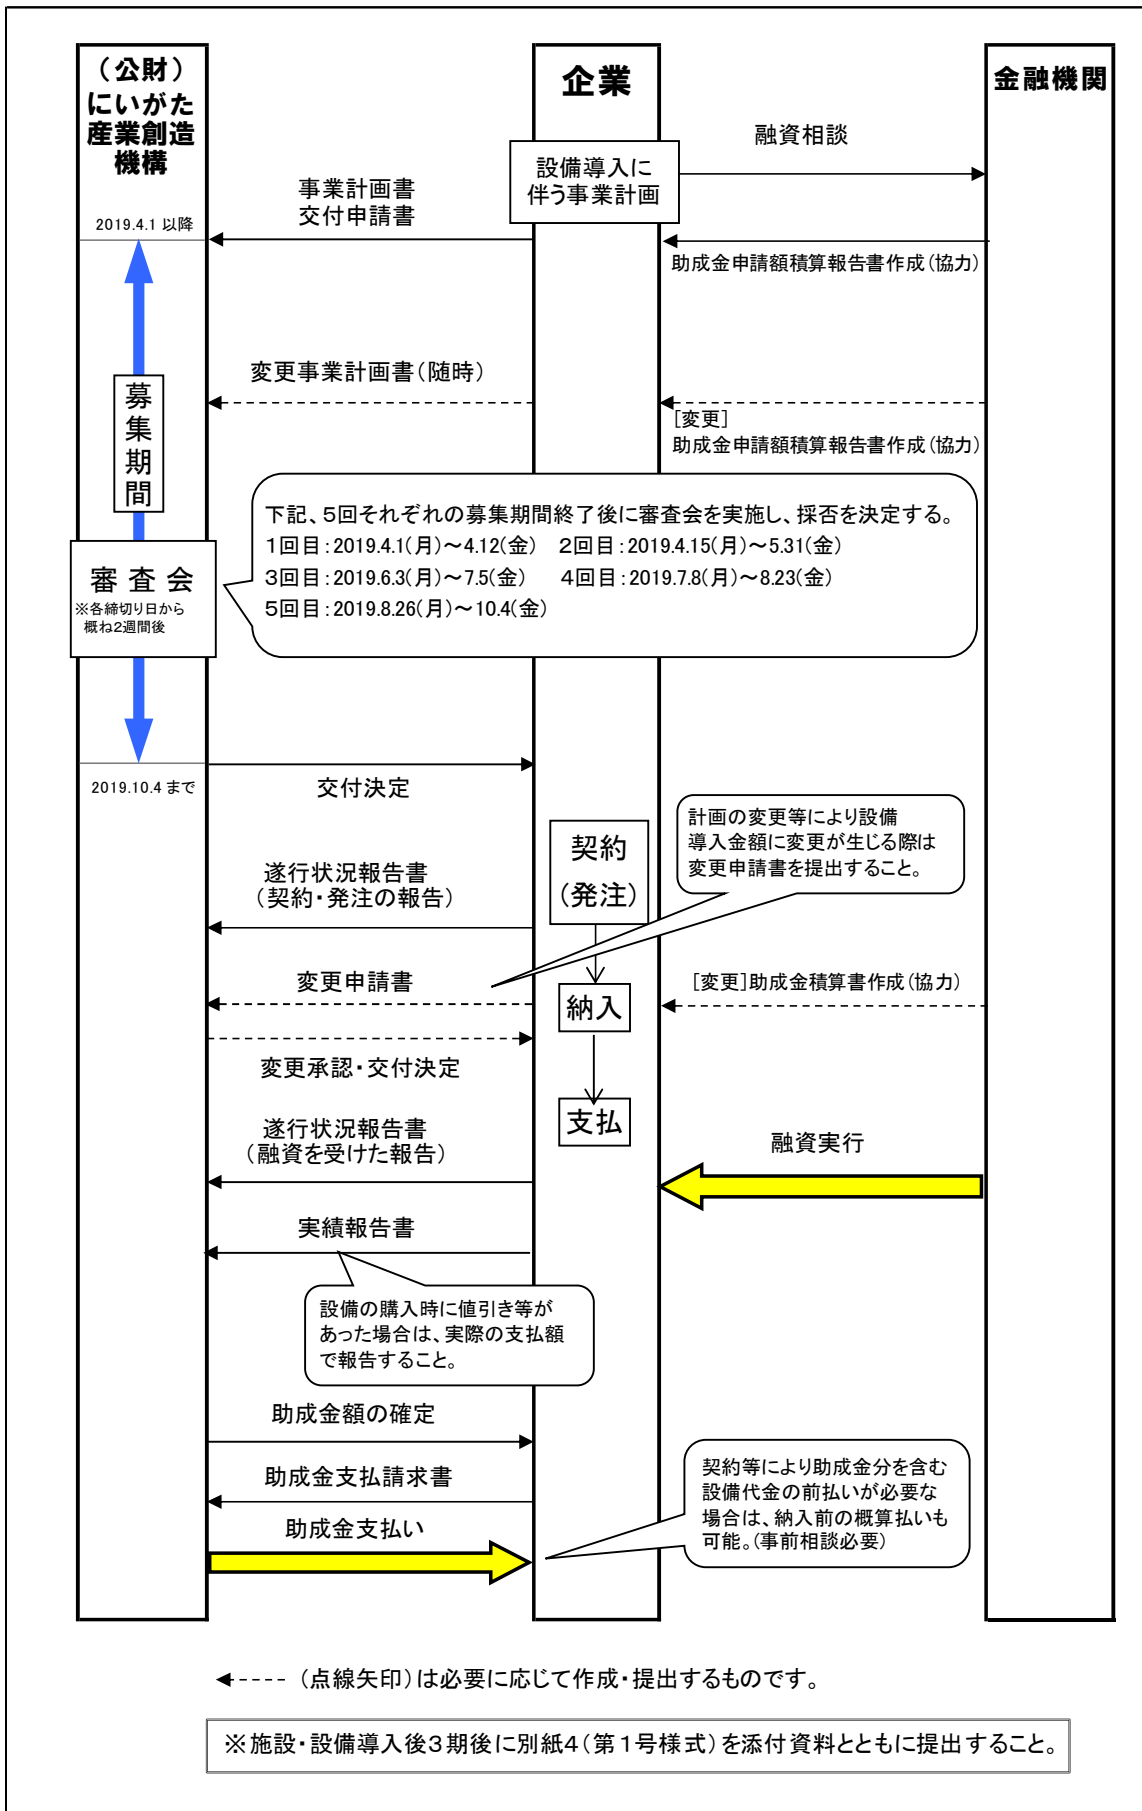 （公財）
にいがた
産業創造
機構
企業
金融機関
融資相談
設備導入に
伴う事業計画
事業計画書
交付申請書
2019.4.1 以降
助成金申請額積算報告書作成（協力）
変更事業計画書（随時）
[変更]
助成金申請額積算報告書作成（協力）
募集期間
下記、５回それぞれの募集期間終了後に審査会を実施し、採否を決定する。
１回目：2019.4.1(月)～4.12(金)　２回目：2019.4.15(月)～5.31(金)
３回目：2019.6.3(月)～7.5(金)　４回目：2019.7.8(月)～8.23(金)
５回目：2019.8.26(月)～10.4(金)
審査会
※各締切り日から
概ね２週間後
2019.10.4 まで
交付決定
計画の変更等により設備
導入金額に変更が生じる際は
変更申請書を提出すること。
契約
（発注）
遂行状況報告書
（契約・発注の報告）
変更申請書
[変更]助成金積算書作成（協力）
納入
変更承認・交付決定
支払
遂行状況報告書
（融資を受けた報告）
融資実行
実績報告書
設備の購入時に値引き等が
あった場合は、実際の支払額
で報告すること。
助成金額の確定
助成金支払請求書
助成金支払い
契約等により助成金分を含む
設備代金の前払いが必要な
場合は、納入前の概算払いも
可能。（事前相談必要）
（点線矢印）は必要に応じて作成・提出するものです。
※施設・設備導入後３期後に別紙４（第１号様式）を添付資料とともに提出すること。